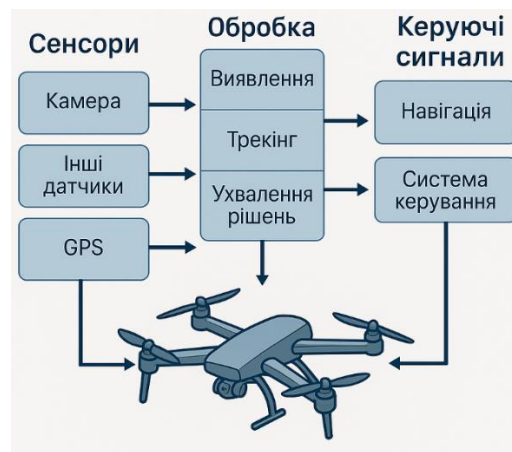 Сенсори
Камера
Інші
датчики
GPS
Обробка
Виявлення
Трекінг
Ухвалення
рішень
Керуючі
сигнали
Навігація
Система
керування